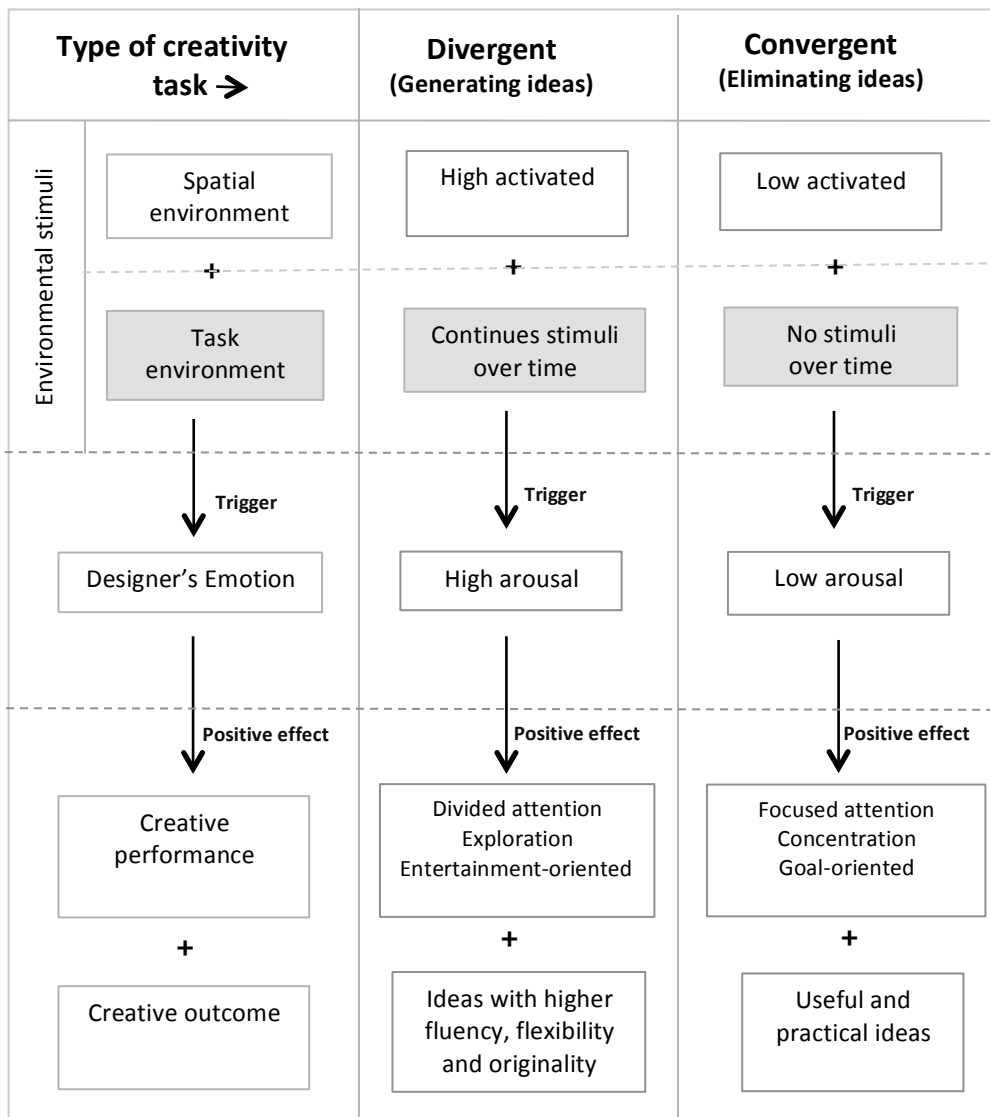 Type of creativity
task →
Divergent
(Generating ideas)
Convergent
(Eliminating ideas)
Environmental stimuli
Spatial
environment
High activated
Low activated
+
+
+
Task
environment
Continues stimuli
over time
No stimuli
over time
Trigger
Trigger
Trigger
Designer’s Emotion
High arousal
Low arousal
Positive effect
Positive effect
Positive effect
Creative
performance
Divided attention
Exploration
Entertainment-oriented
Focused attention
Concentration
Goal-oriented
+
+
+
Creative outcome
Ideas with higher
fluency, flexibility
and originality
Useful and
practical ideas